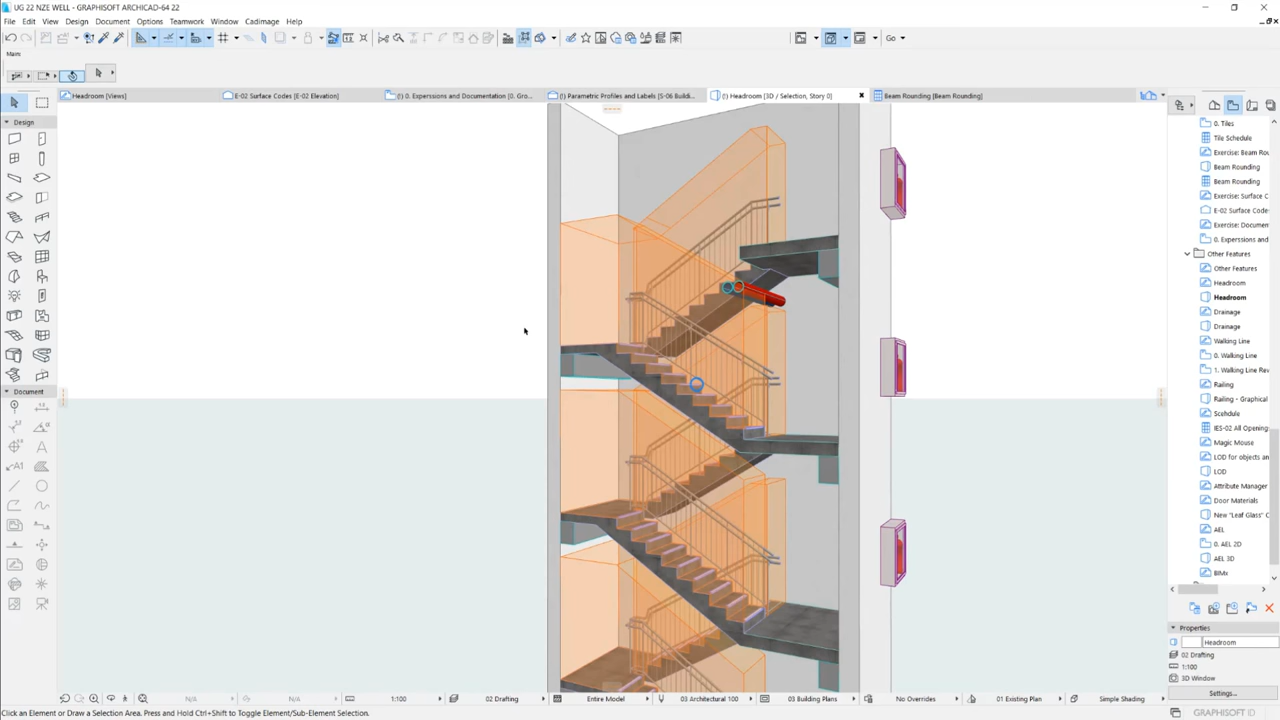 UG 22 NZE WELL - GRAPHISOFT ARCHICAD-64 22
File Edit View Design Document Options Teamwork Window Cadimage Help
Go
Main
Headroom [Views]
E-02 Surface Codes [E-02 Elevation]
(!) 0. Experssions and Documentation [0. Gro...
(!) Parametric Profiles and Labels [S-06 Buildi...
(!) Headroom [3D / Selection, Story 0]
Beam Rounding [Beam Rounding]
Design
Document
0. Tiles
Tile Schedule
Exercise: Beam Rou
Beam Rounding
Beam Rounding
Exercise: Surface C
E-02 Surface Code
Exercise: Documen
0. Experssions and
Other Features
Other Features
Headroom
Headroom
Drainage
Drainage
Walking Line
0. Walking Line
1. Walking Line Rev
Railing
Railing - Graphical
Scehdule
IES-02 All Opening
Magic Mouse
LOD for objects an
LOD
Attribute Manager
Door Materials
New "Leaf Glass" C
AEL
0. AEL 2D
AEL 3D
BIMx
Properties
Headroom
02 Drafting
1:100
3D Window
Settings...
N/A N/A 1:100 02 Drafting Entire Model 03 Architectural 100 03 Building Plans No Overrides 01 Existing Plan Simple Shading
Click an Element or Draw a Selection Area. Press and Hold Ctrl+Shift to Toggle Element/Sub-Element Selection.
GRAPHISOFT ID